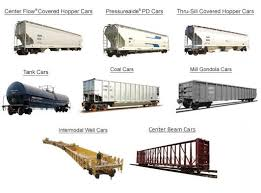 Center Flow® Covered Hopper Cars
Pressureaide® PD Cars
Thru-Sill Covered Hopper Cars
Tank Cars
Coal Cars
Mill Gondola Cars
Intermodal Well Cars
Center Beam Cars